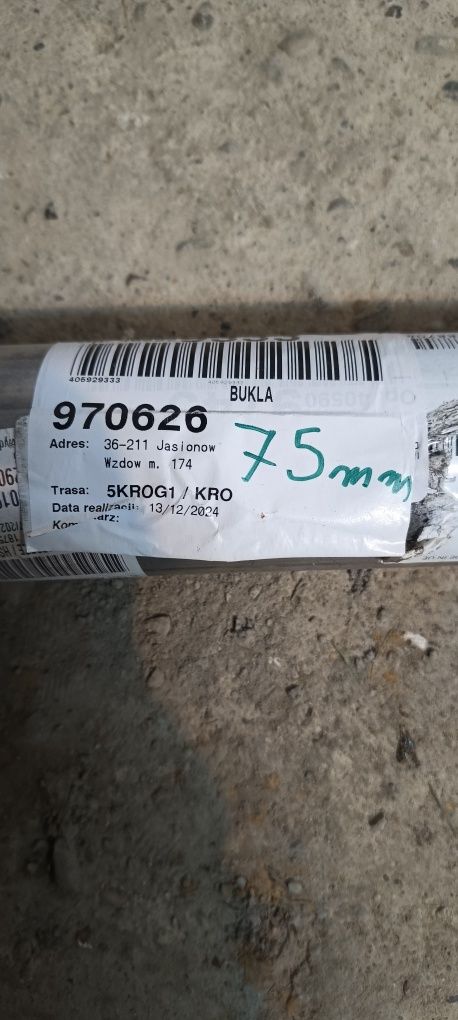 405929333
BUKLA
970626
Adres: 36-211 Jasionow
Wzdow m. 174
75mm
Trasa: 5KROG1 / KRO
Data realizacji: 13/12/2024